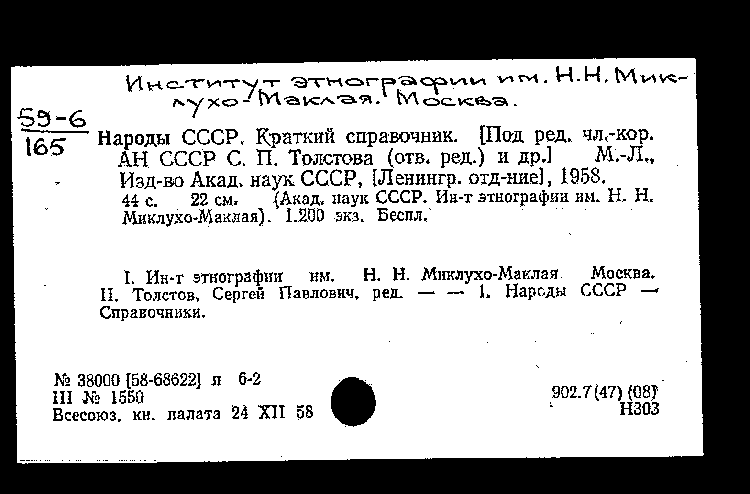 Институт этнографии им. Н.Н. Мик-
лухо-Маклая. Москва.
59-6
165
Народы СССР. Краткий справочник. [Под ред. чл.-кор.
АН СССР С. П. Толстова (отв. ред.) и др.] М.-Л.,
Изд-во Акад. наук СССР, [Ленингр. отд-ние], 1958.
44 с. 22 см. (Акад. наук СССР. Ин-т этнографии им. Н. Н.
Миклухо-Маклая). 1.200 экз. Беспл.
I. Ин-т этнографии им. Н. Н. Миклухо-Маклая Москва.
II. Толстов, Сергей Павлович, ред. — — 1. Народы СССР —
Справочники.
№ 38000 [58-68622] п 6-2
III № 1550
Всесоюз. кн. палата 24 XII 58
902.7(47) (08)
Н303